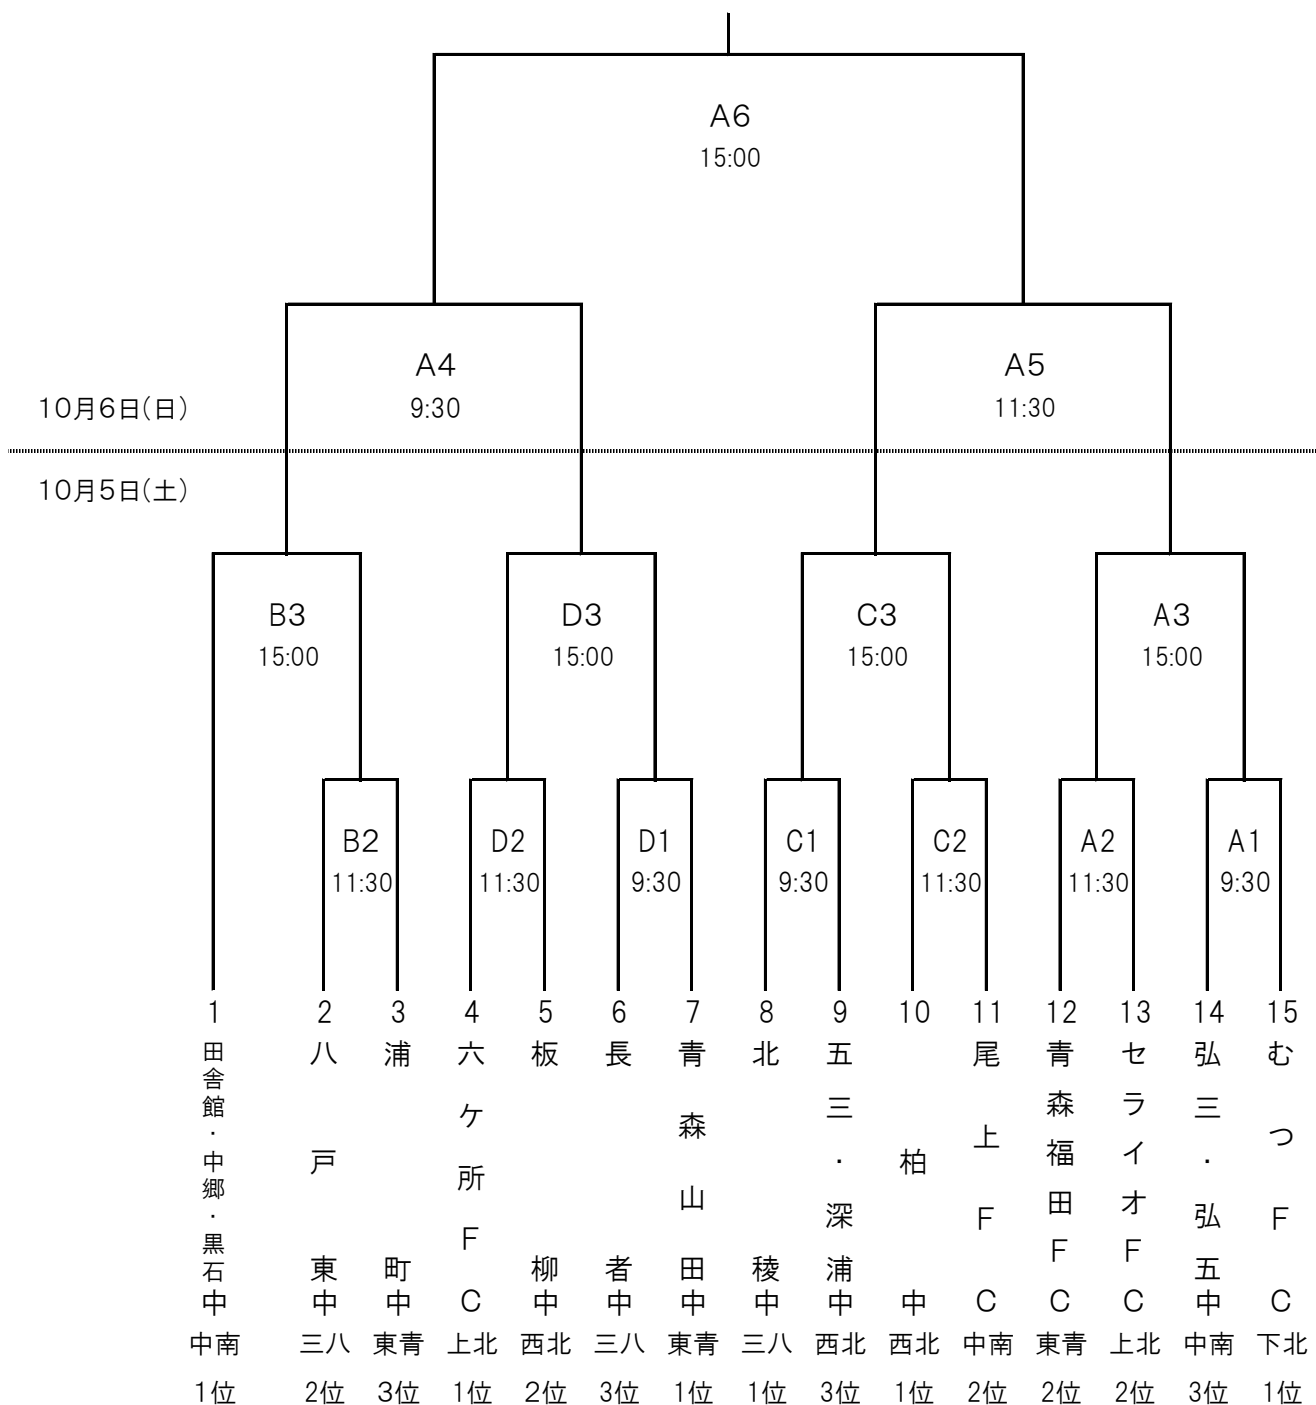 A6
15:00
A4
9:30
A5
11:30
10月6日(日)
10月5日(土)
B3
15:00
D3
15:00
C3
15:00
A3
15:00
B2
11:30
D2
11:30
D1
9:30
C1
9:30
C2
11:30
A2
11:30
A1
9:30
1
田舎館・中郷・黒石中
中南
1位
2
八戸東中
三八
2位
3
浦町中
東青
3位
4
六ケ所FC
上北
1位
5
板柳中
西北
2位
6
長者中
三八
3位
7
青森山田中
東青
1位
8
北稜中
三八
1位
9
五三・深浦中
西北
3位
10
柏中
西北
1位
11
尾上FC
中南
2位
12
青森福田FC
東青
2位
13
セライオFC
上北
2位
14
弘三・弘五中
中南
3位
15
むつFC
下北
1位